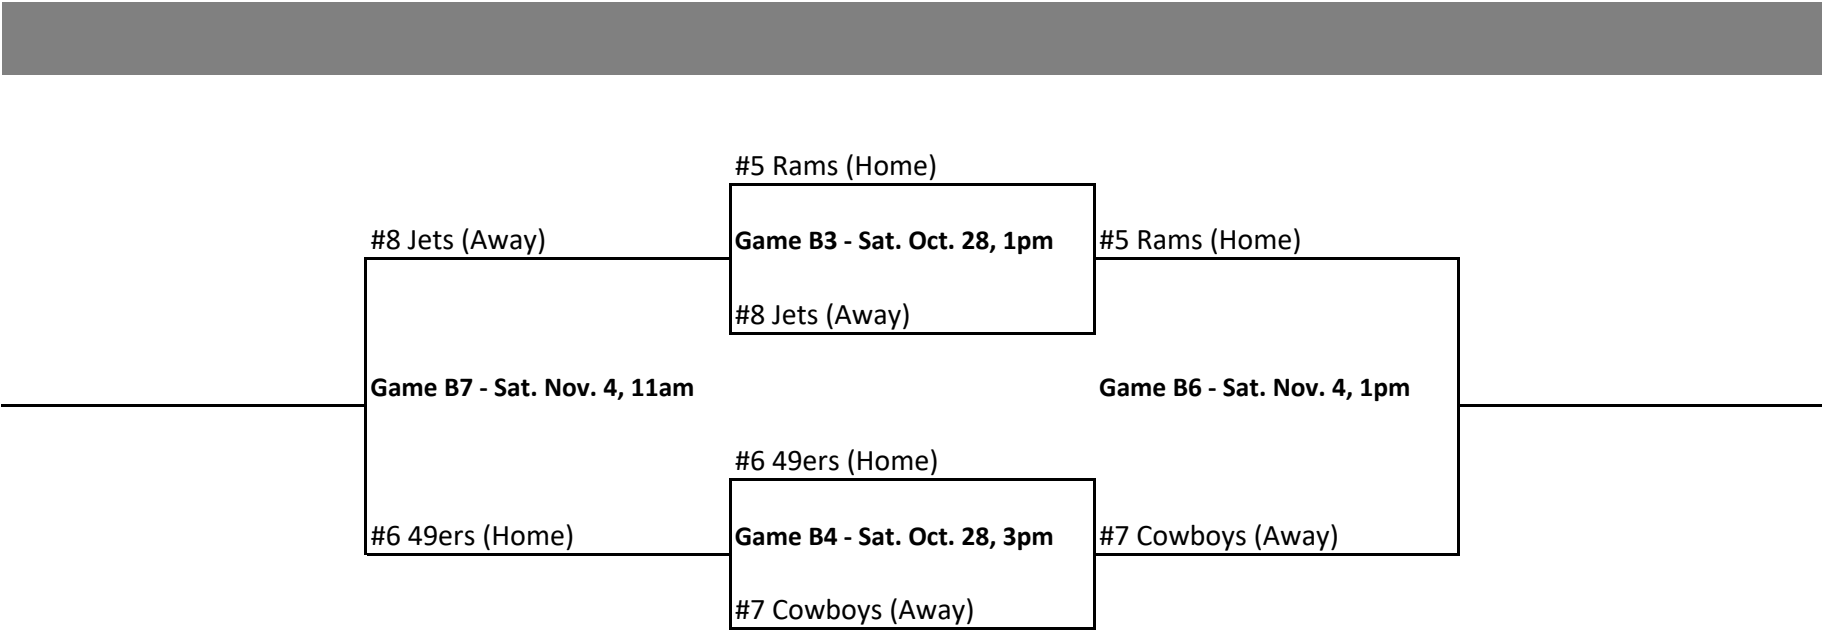 #5 Rams (Home)
#8 Jets (Away)
Game B3 - Sat. Oct. 28, 1pm
#5 Rams (Home)
#8 Jets (Away)
Game B7 - Sat. Nov. 4, 11am
Game B6 - Sat. Nov. 4, 1pm
#6 49ers (Home)
#6 49ers (Home)
Game B4 - Sat. Oct. 28, 3pm
#7 Cowboys (Away)
#7 Cowboys (Away)